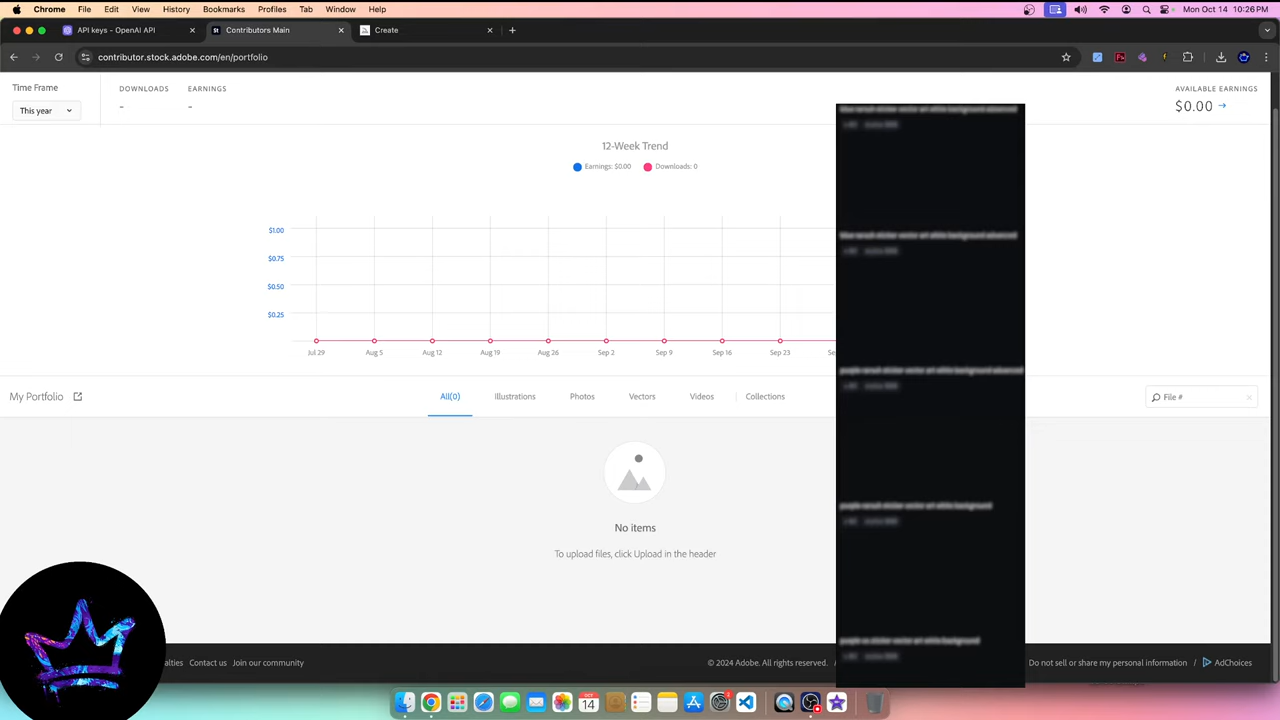 Chrome File Edit View History Bookmarks Profiles Tab Window Help Mon Oct 14 10:26 PM
API keys - OpenAI API Contributors Main Create
contributor.stock.adobe.com/en/portfolio
Time Frame DOWNLOADS EARNINGS AVAILABLE EARNINGS
This year - - $0.00
12-Week Trend
Earnings: $0.00 Downloads: 0
$1.00
$0.75
$0.50
$0.25
Jul 29 Aug 5 Aug 12 Aug 19 Aug 26 Sep 2 Sep 9 Sep 16 Sep 23
My Portfolio All(0) Illustrations Photos Vectors Videos Collections File #
No items
To upload files, click Upload in the header
Contact us Join our community © 2024 Adobe. All rights reserved. Do not sell or share my personal information / AdChoices
OCT
14